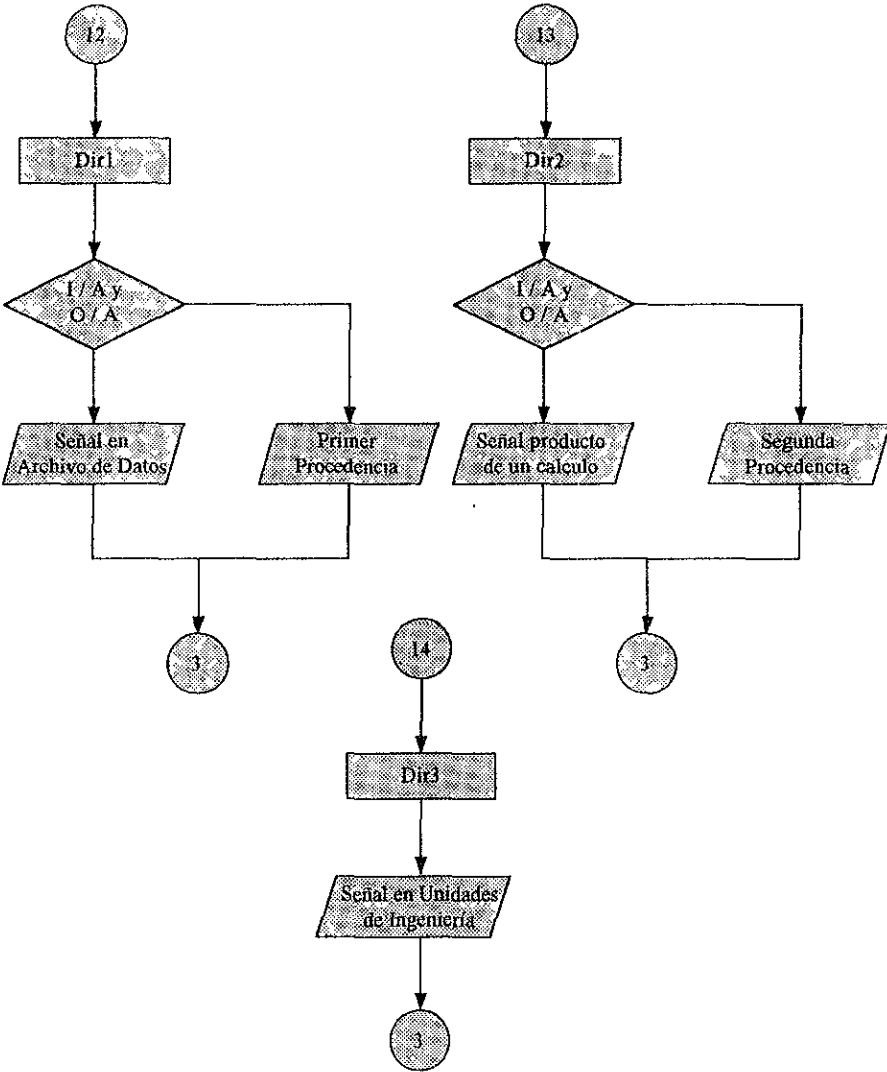 12
13
Dir1
Dir2
I / A y
O / A
I / A y
O / A
Señal en
Archivo de Datos
Primer
Procedencia
Señal producto
de un calculo
Segunda
Procedencia
3
14
3
Dir3
Señal en Unidades
de Ingeniería
3